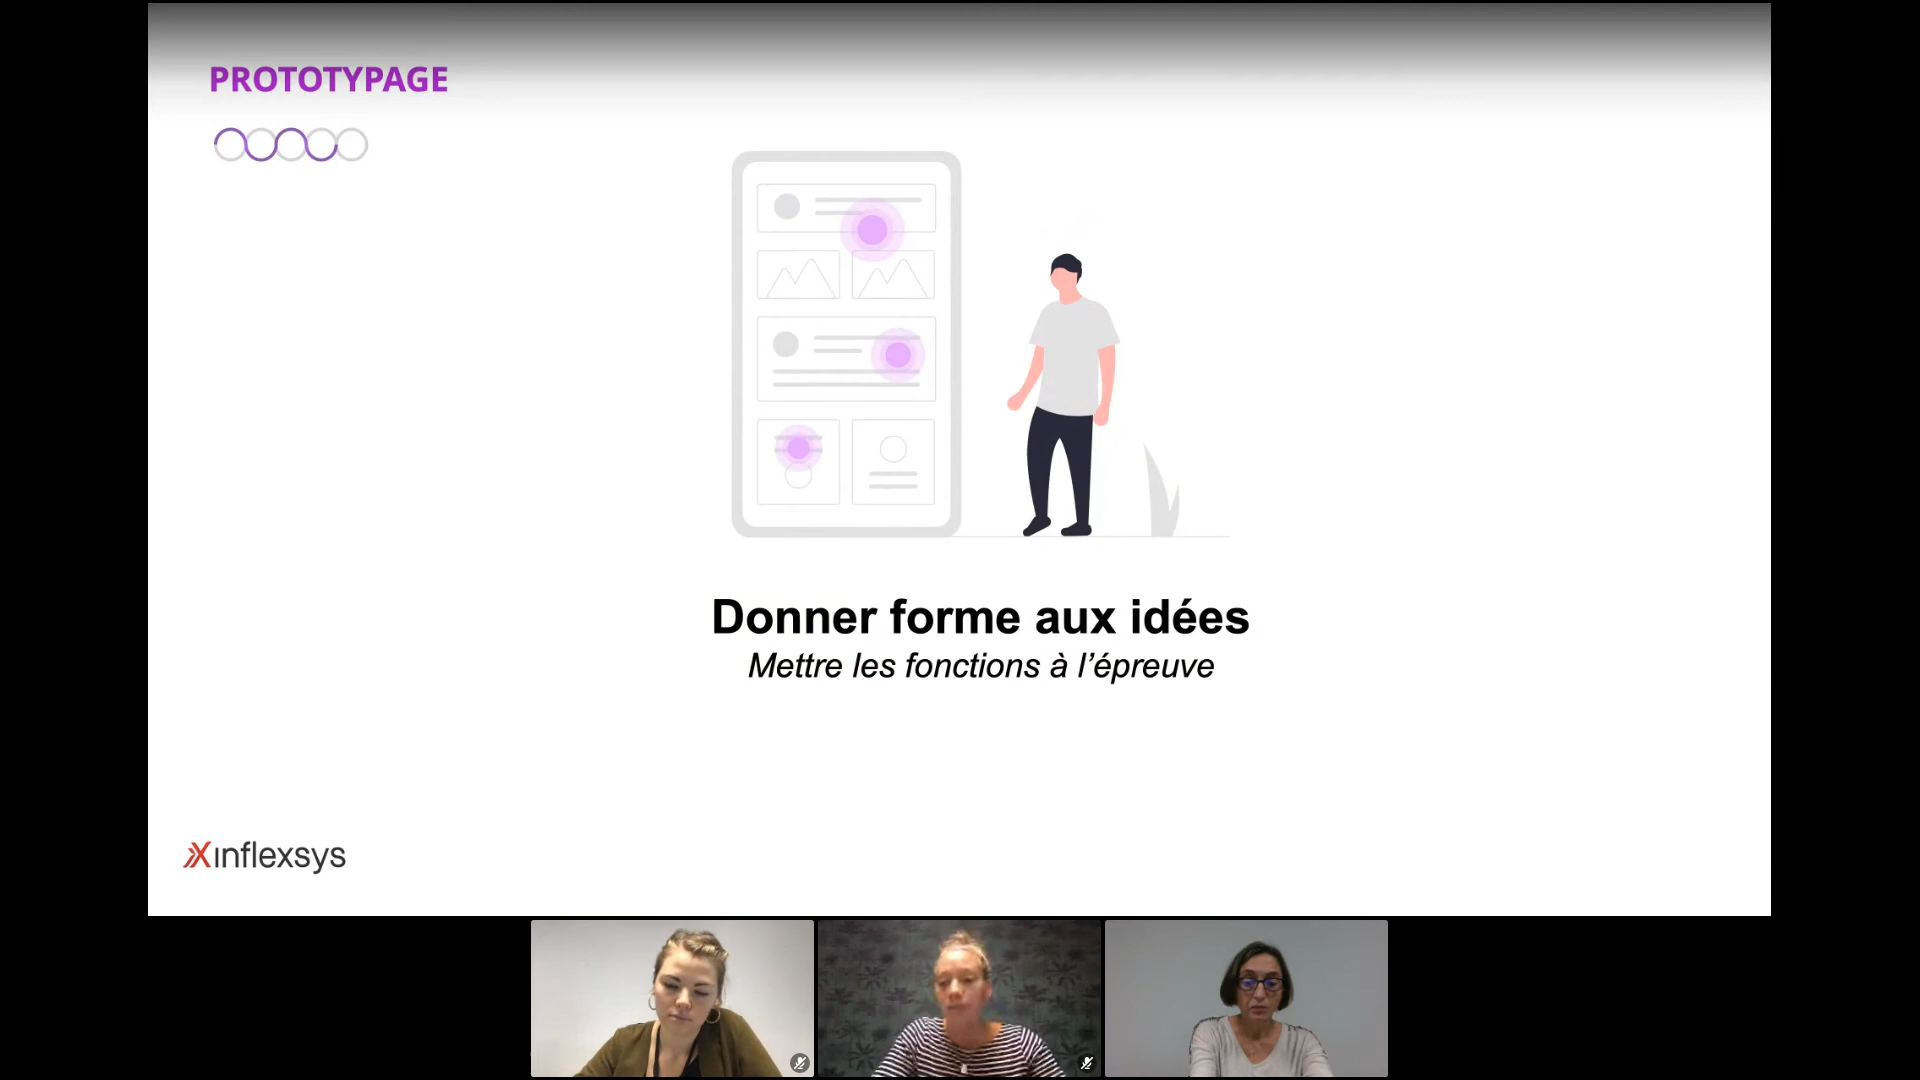 PROTOTYPAGE
Donner forme aux idées
Mettre les fonctions à l’épreuve
inflexsys